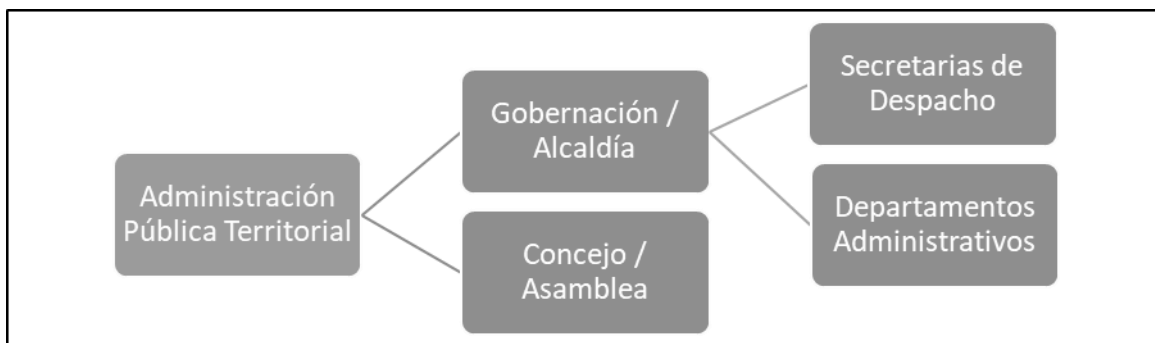 Administración
Pública Territorial
Gobernación /
Alcaldía
Concejo /
Asamblea
Secretarias de
Despacho
Departamentos
Administrativos